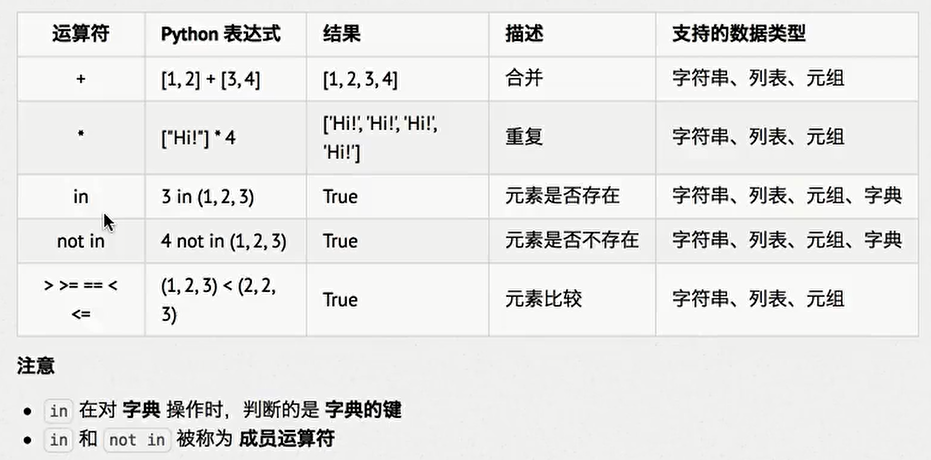 运算符 Python 表达式 结果 描述 支持的数据类型
+ [1, 2] + [3, 4] [1, 2, 3, 4] 合并 字符串、列表、元组
* ["Hi!"] * 4 ['Hi!', 'Hi!', 'Hi!', 'Hi!'] 重复 字符串、列表、元组
in 3 in (1, 2, 3) True 元素是否存在 字符串、列表、元组、字典
not in 4 not in (1, 2, 3) True 元素是否不存在 字符串、列表、元组、字典
> >= == < <= (1, 2, 3) < (2, 2, 3) True 元素比较 字符串、列表、元组
注意
• in 在对 字典 操作时，判断的是 字典的键
• in 和 not in 被称为 成员运算符